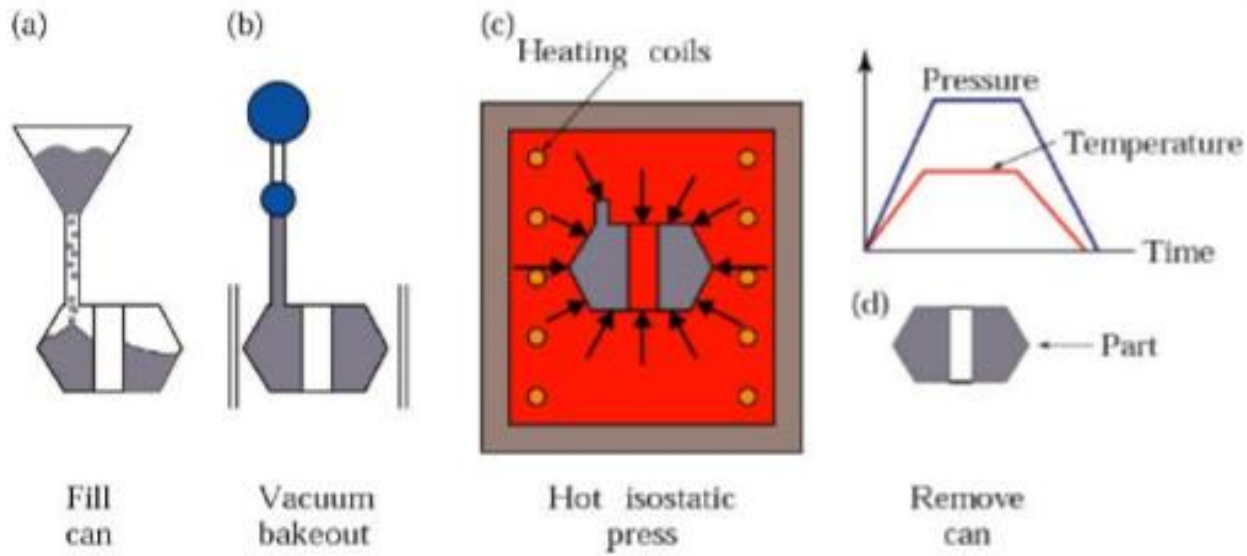 (a)
(b)
(c)
Heating coils
Pressure
Temperature
Time
(d)
Part
Fill
can
Vacuum
bakeout
Hot isostatic
press
Remove
can